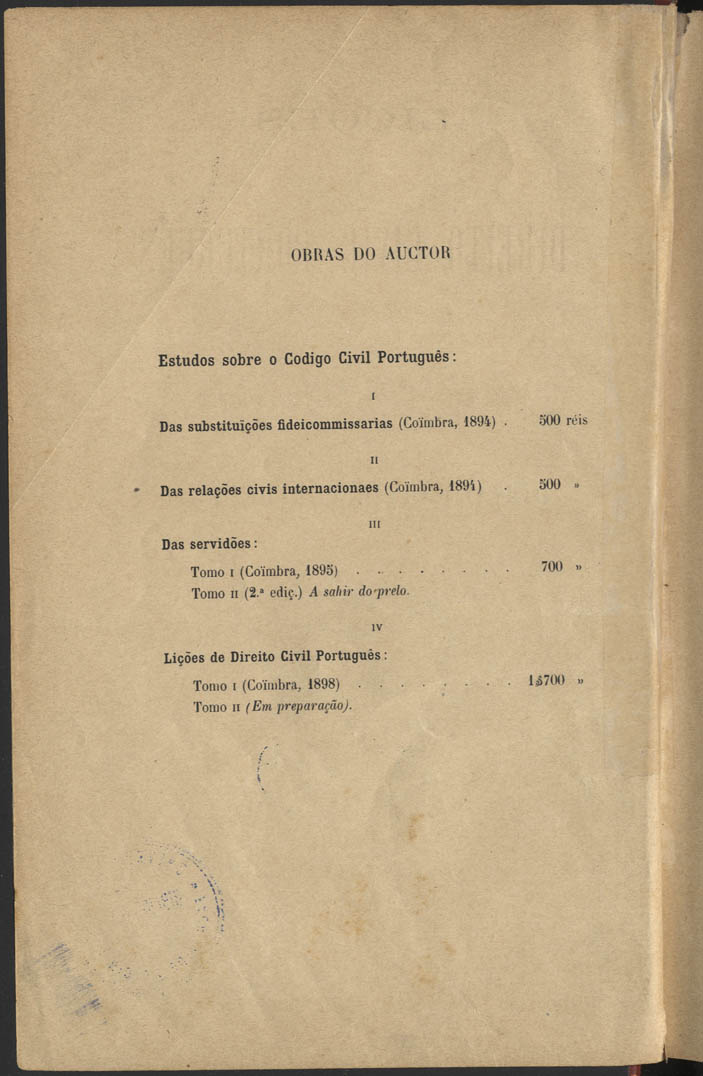 OBRAS DO AUCTOR
Estudos sobre o Codigo Civil Português:
I
Das substituïções fideicommissarias (Coïmbra, 1894) . 500 réis
II
Das relações civis internacionaes (Coïmbra, 1894) . 500 »
III
Das servidões:
Tomo I (Coïmbra, 1895) . . . . . . . . 700 »
Tomo II (2.ª ediç.) A sahir do prelo.
IV
Lições de Direito Civil Português:
Tomo I (Coïmbra, 1898) . . . . . . . . 1$700 »
Tomo II (Em preparação).